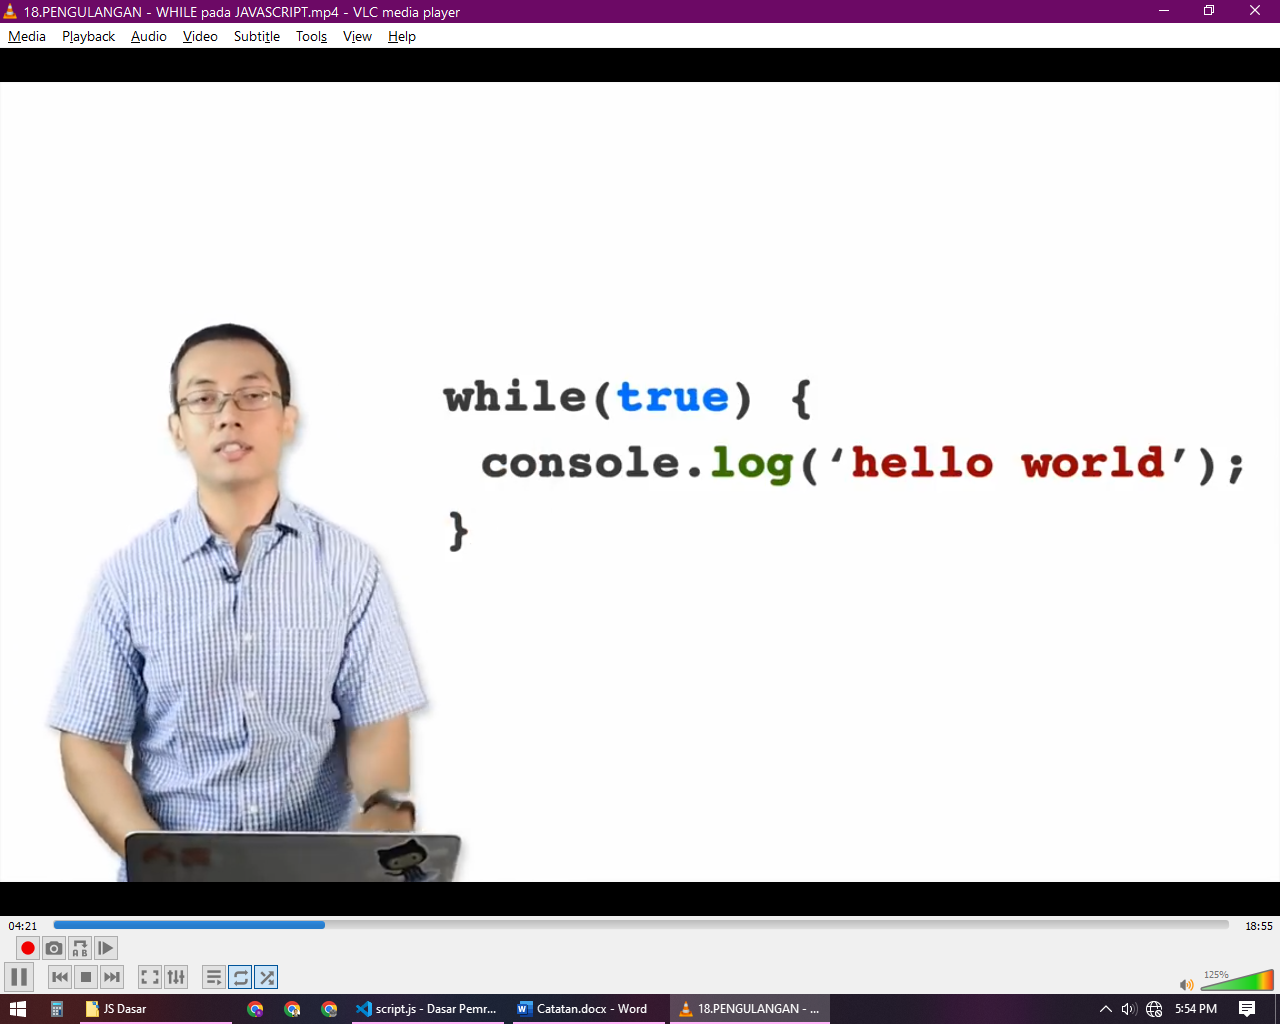 18.PENGULANGAN - WHILE pada JAVASCRIPT.mp4 - VLC media player
Media Playback Audio Video Subtitle Tools View Help
while(true) {
console.log(‘hello world’);
}
04:21 18:55
A B
125%
JS Dasar script.js - Dasar Pemr... Catatan.docx - Word 18.PENGULANGAN - ... 5:54 PM